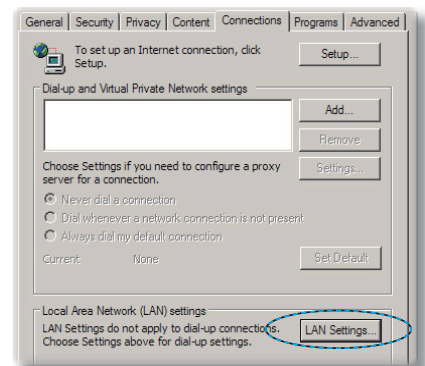 General Security Privacy Content Connections Programs Advanced
To set up an Internet connection, click
Setup.
Setup...
Dial-up and Virtual Private Network settings
Add...
Remove
Choose Settings if you need to configure a proxy
server for a connection.
Settings...
Never dial a connection
Dial whenever a network connection is not present
Always dial my default connection
Current None
Set Default
Local Area Network (LAN) settings
LAN Settings do not apply to dial-up connections.
Choose Settings above for dial-up settings.
LAN Settings...